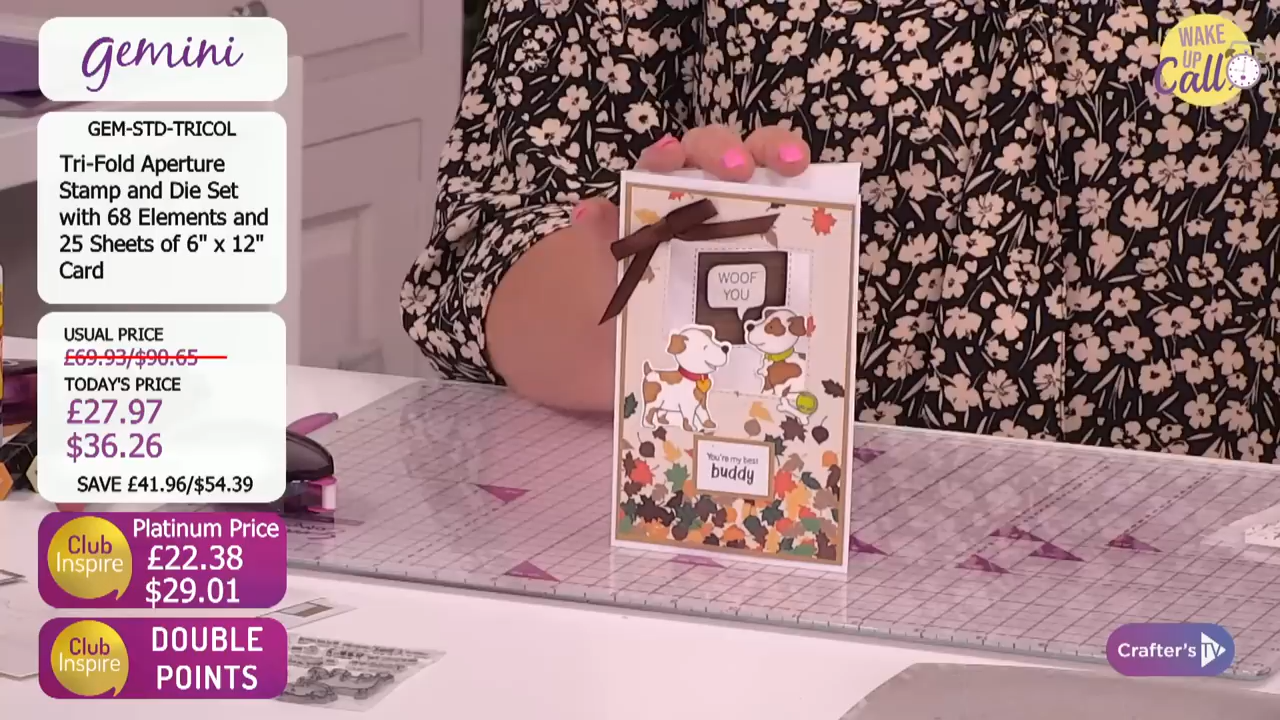 gemini
GEM-STD-TRICOL
Tri-Fold Aperture
Stamp and Die Set
with 68 Elements and
25 Sheets of 6" x 12"
Card
USUAL PRICE
£69.93/$90.65
TODAY'S PRICE
£27.97
$36.26
SAVE £41.96/$54.39
Club
Inspire
Platinum Price
£22.38
$29.01
Club
Inspire
DOUBLE
POINTS
WAKE
UP
Call
WOOF
YOU
You're my best
buddy
Crafter's TV